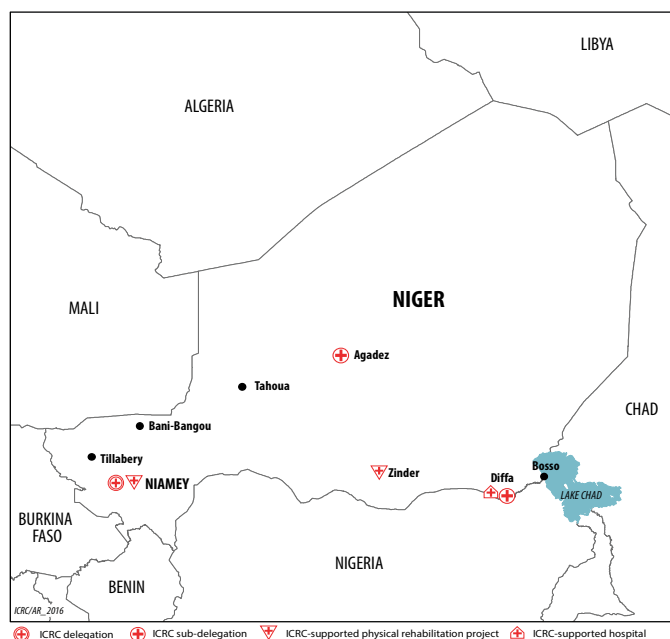 LIBYA
ALGERIA
NIGER
MALI
Agadez
Tahoua
CHAD
Bani-Bangou
Tillabery
Zinder
Diffa
Bosso
NIAMEY
LAKE CHAD
BURKINA
FASO
NIGERIA
BENIN
ICRC/AR_2016
ICRC delegation ICRC sub-delegation ICRC-supported physical rehabilitation project ICRC-supported hospital